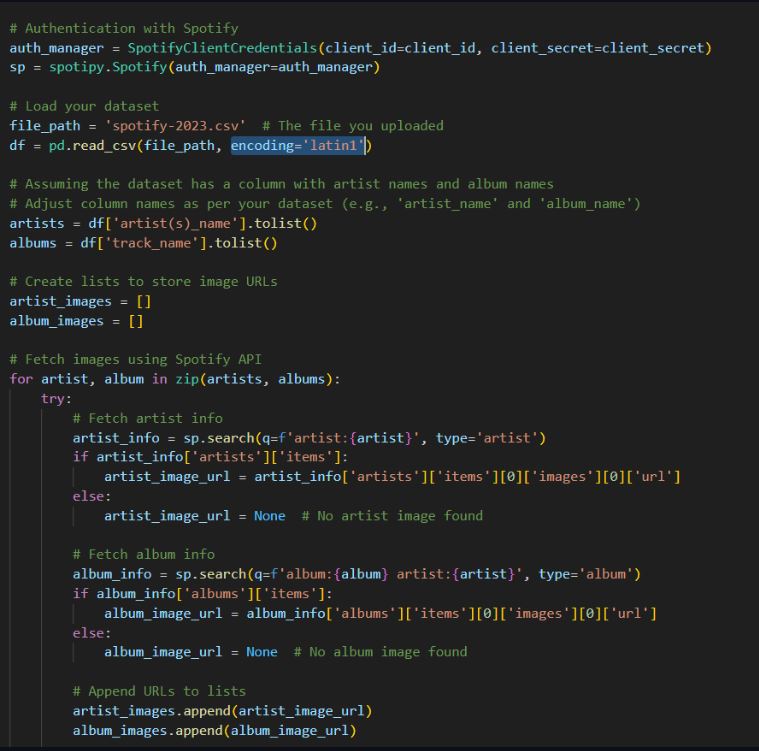 # Authentication with Spotify
auth_manager = SpotifyClientCredentials(client_id=client_id, client_secret=client_secret)
sp = spotipy.Spotify(auth_manager=auth_manager)

# Load your dataset
file_path = 'spotify-2023.csv'  # The file you uploaded
df = pd.read_csv(file_path, encoding='latin1')

# Assuming the dataset has a column with artist names and album names
# Adjust column names as per your dataset (e.g., 'artist_name' and 'album_name')
artists = df['artist(s)_name'].tolist()
albums = df['track_name'].tolist()

# Create lists to store image URLs
artist_images = []
album_images = []

# Fetch images using Spotify API
for artist, album in zip(artists, albums):
    try:
        # Fetch artist info
        artist_info = sp.search(q=f'artist:{artist}', type='artist')
        if artist_info['artists']['items']:
            artist_image_url = artist_info['artists']['items'][0]['images'][0]['url']
        else:
            artist_image_url = None  # No artist image found

        # Fetch album info
        album_info = sp.search(q=f'album:{album} artist:{artist}', type='album')
        if album_info['albums']['items']:
            album_image_url = album_info['albums']['items'][0]['images'][0]['url']
        else:
            album_image_url = None  # No album image found

        # Append URLs to lists
        artist_images.append(artist_image_url)
        album_images.append(album_image_url)